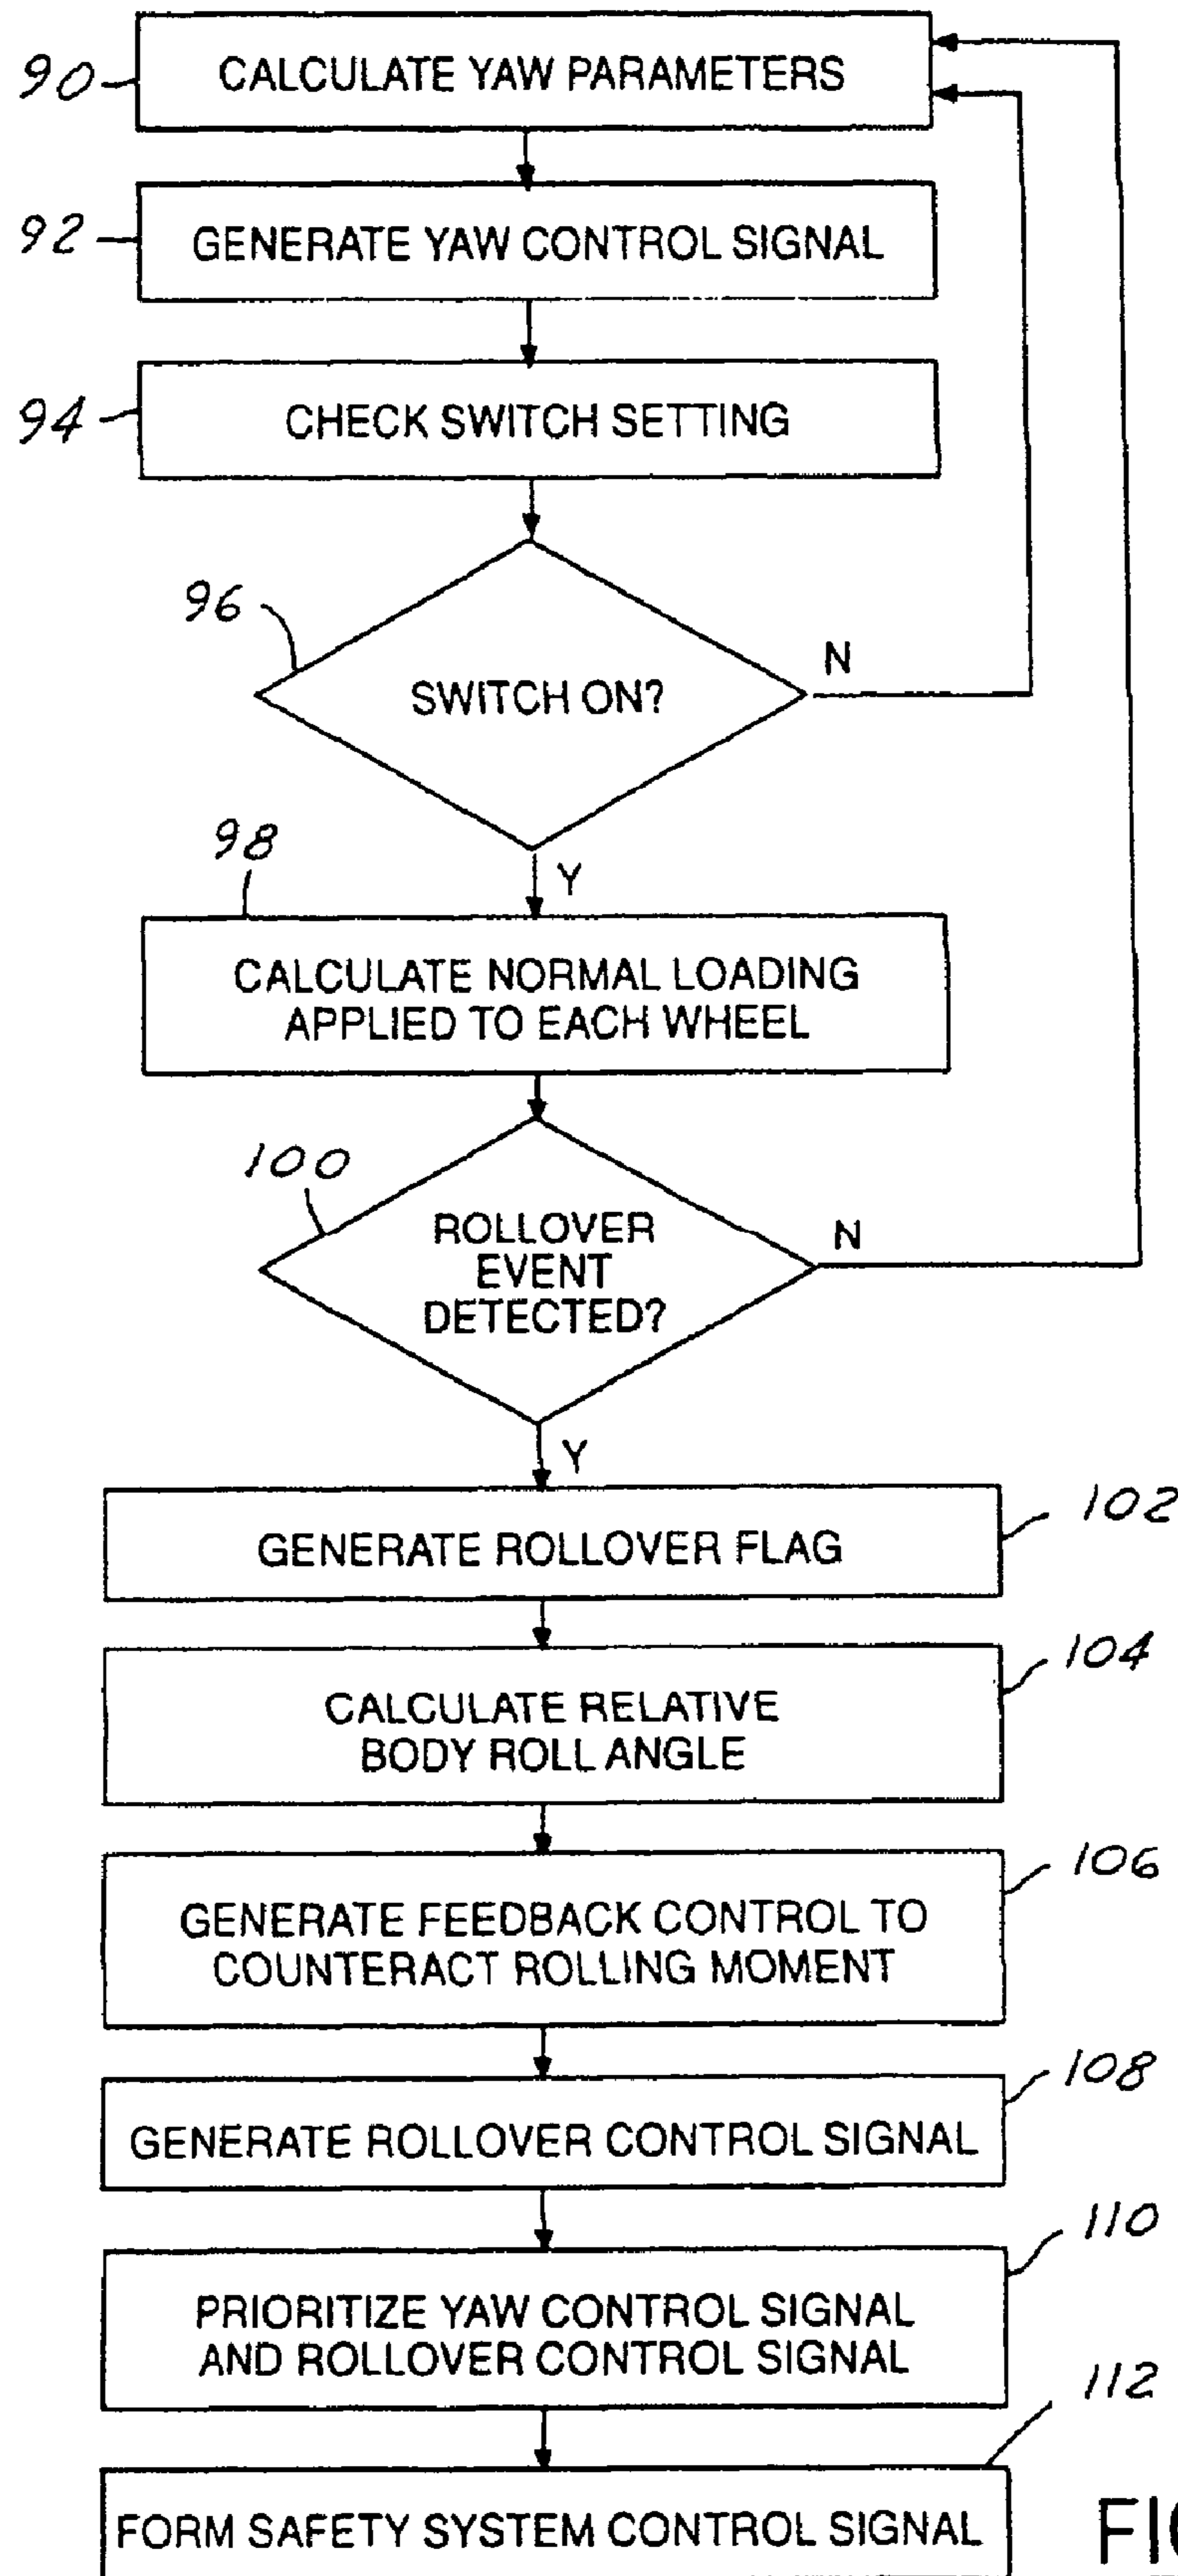 90
CALCULATE YAW PARAMETERS
92
GENERATE YAW CONTROL SIGNAL
94
CHECK SWITCH SETTING
96
SWITCH ON?
N
Y
98
CALCULATE NORMAL LOADING
APPLIED TO EACH WHEEL
100
ROLLOVER
EVENT
DETECTED?
N
Y
102
GENERATE ROLLOVER FLAG
104
CALCULATE RELATIVE
BODY ROLL ANGLE
106
GENERATE FEEDBACK CONTROL TO
COUNTERACT ROLLING MOMENT
108
GENERATE ROLLOVER CONTROL SIGNAL
110
PRIORITIZE YAW CONTROL SIGNAL
AND ROLLOVER CONTROL SIGNAL
112
FORM SAFETY SYSTEM CONTROL SIGNAL